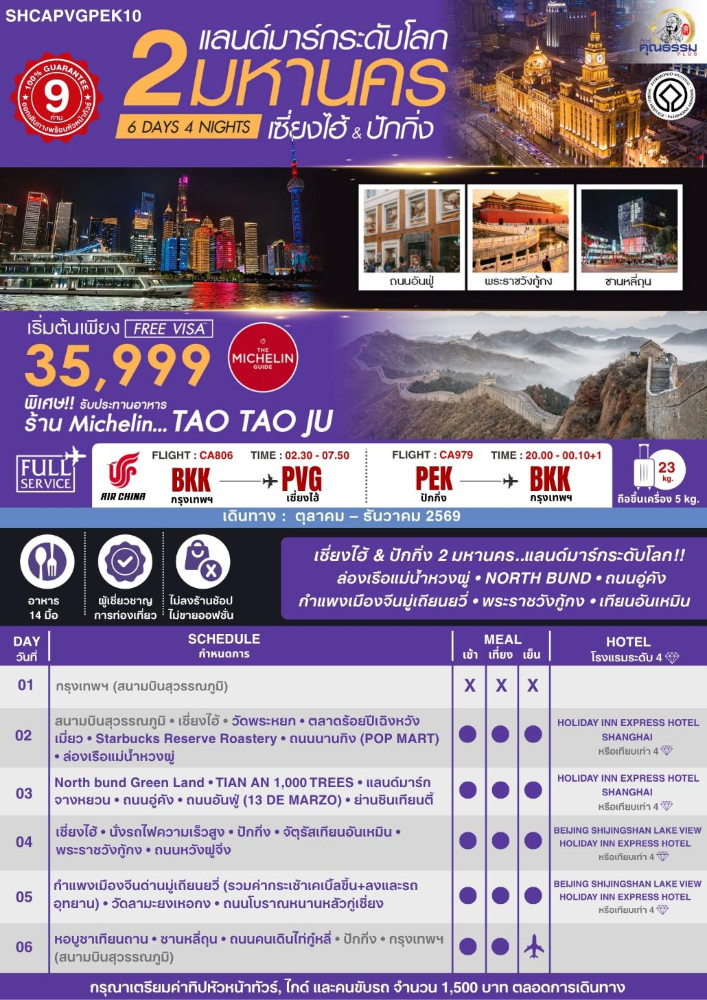 SHCAPVGPEK10
แลนด์มาร์กระดับโลก
2 มหานคร
6 DAYS 4 NIGHTS เซี่ยงไฮ้ & ปักกิ่ง
100% GUARANTEE
9
ท่าน
ออกเดินทางพร้อมหัวหน้าทัวร์
ทัวร์
คุณธรรม
PLUS
PATRIMONIO MUNDIAL
WORLD HERITAGE • PATRIMOINE MONDIAL
ถนนอันฟู่
พระราชวังกู้กง
ซานหลี่ถุน
เริ่มต้นเพียง FREE VISA
35,999
THE
MICHELIN
GUIDE
พิเศษ!! รับประทานอาหาร
ร้าน Michelin...TAO TAO JU
FULL
SERVICE
AIR CHINA
FLIGHT : CA806 TIME : 02.30 - 07.50
BKK PVG
กรุงเทพฯ เซี่ยงไฮ้
FLIGHT : CA979 TIME : 20.00 - 00.10+1
PEK BKK
ปักกิ่ง กรุงเทพฯ
23
kg.
ถือขึ้นเครื่อง 5 kg.
เดินทาง : ตุลาคม – ธันวาคม 2569
อาหาร
14 มื้อ
ผู้เชี่ยวชาญ
การท่องเที่ยว
X
ไม่ลงร้านช้อป
ไม่ขายออฟชั่น
เซี่ยงไฮ้ & ปักกิ่ง 2 มหานคร..แลนด์มาร์กระดับโลก!!
ล่องเรือแม่น้ำหวงผู่ • NORTH BUND • ถนนอู่คัง
กำแพงเมืองจีนมู่เถียนยวี่ • พระราชวังกู้กง • เทียนอันเหมิน
DAY SCHEDULE MEAL HOTEL
วันที่ กำหนดการ เช้า เที่ยง เย็น โรงแรมระดับ 4
01 กรุงเทพฯ (สนามบินสุวรรณภูมิ) X X X
02 สนามบินสุวรรณภูมิ • เซี่ยงไฮ้ • วัดพระหยก • ตลาดร้อยปีเฉิงหวัง
เมี่ยว • Starbucks Reserve Roastery • ถนนนานกิง (POP MART)
• ล่องเรือแม่น้ำหวงผู่
HOLIDAY INN EXPRESS HOTEL
SHANGHAI
หรือเทียบเท่า 4
03 North bund Green Land • TIAN AN 1,000 TREES • แลนด์มาร์ก
จางหยวน • ถนนอู่คัง • ถนนอันฟู่ (13 DE MARZO) • ย่านซินเทียนตี้
HOLIDAY INN EXPRESS HOTEL
SHANGHAI
หรือเทียบเท่า 4
04 เซี่ยงไฮ้ • นั่งรถไฟความเร็วสูง • ปักกิ่ง • จัตุรัสเทียนอันเหมิน •
พระราชวังกู้กง • ถนนหวังฝูจิ่ง
BEIJING SHIJINGSHAN LAKE VIEW
HOLIDAY INN EXPRESS HOTEL
หรือเทียบเท่า 4
05 กำแพงเมืองจีนด่านมู่เถียนยวี่ (รวมค่ากระเช้าเคเบิ้ลขึ้น+ลงและรถ
อุทยาน) • วัดลามะยงเหอกง • ถนนโบราณหนานหลัวกู่เซี่ยง
BEIJING SHIJINGSHAN LAKE VIEW
HOLIDAY INN EXPRESS HOTEL
หรือเทียบเท่า 4
06 หอบูชาเทียนถาน • ซานหลี่ถุน • ถนนคนเดินไท่กู๋หลี่ • ปักกิ่ง • กรุงเทพฯ
(สนามบินสุวรรณภูมิ)
กรุณาเตรียมค่าทิปหัวหน้าทัวร์, ไกด์ และคนขับรถ จำนวน 1,500 บาท ตลอดการเดินทาง